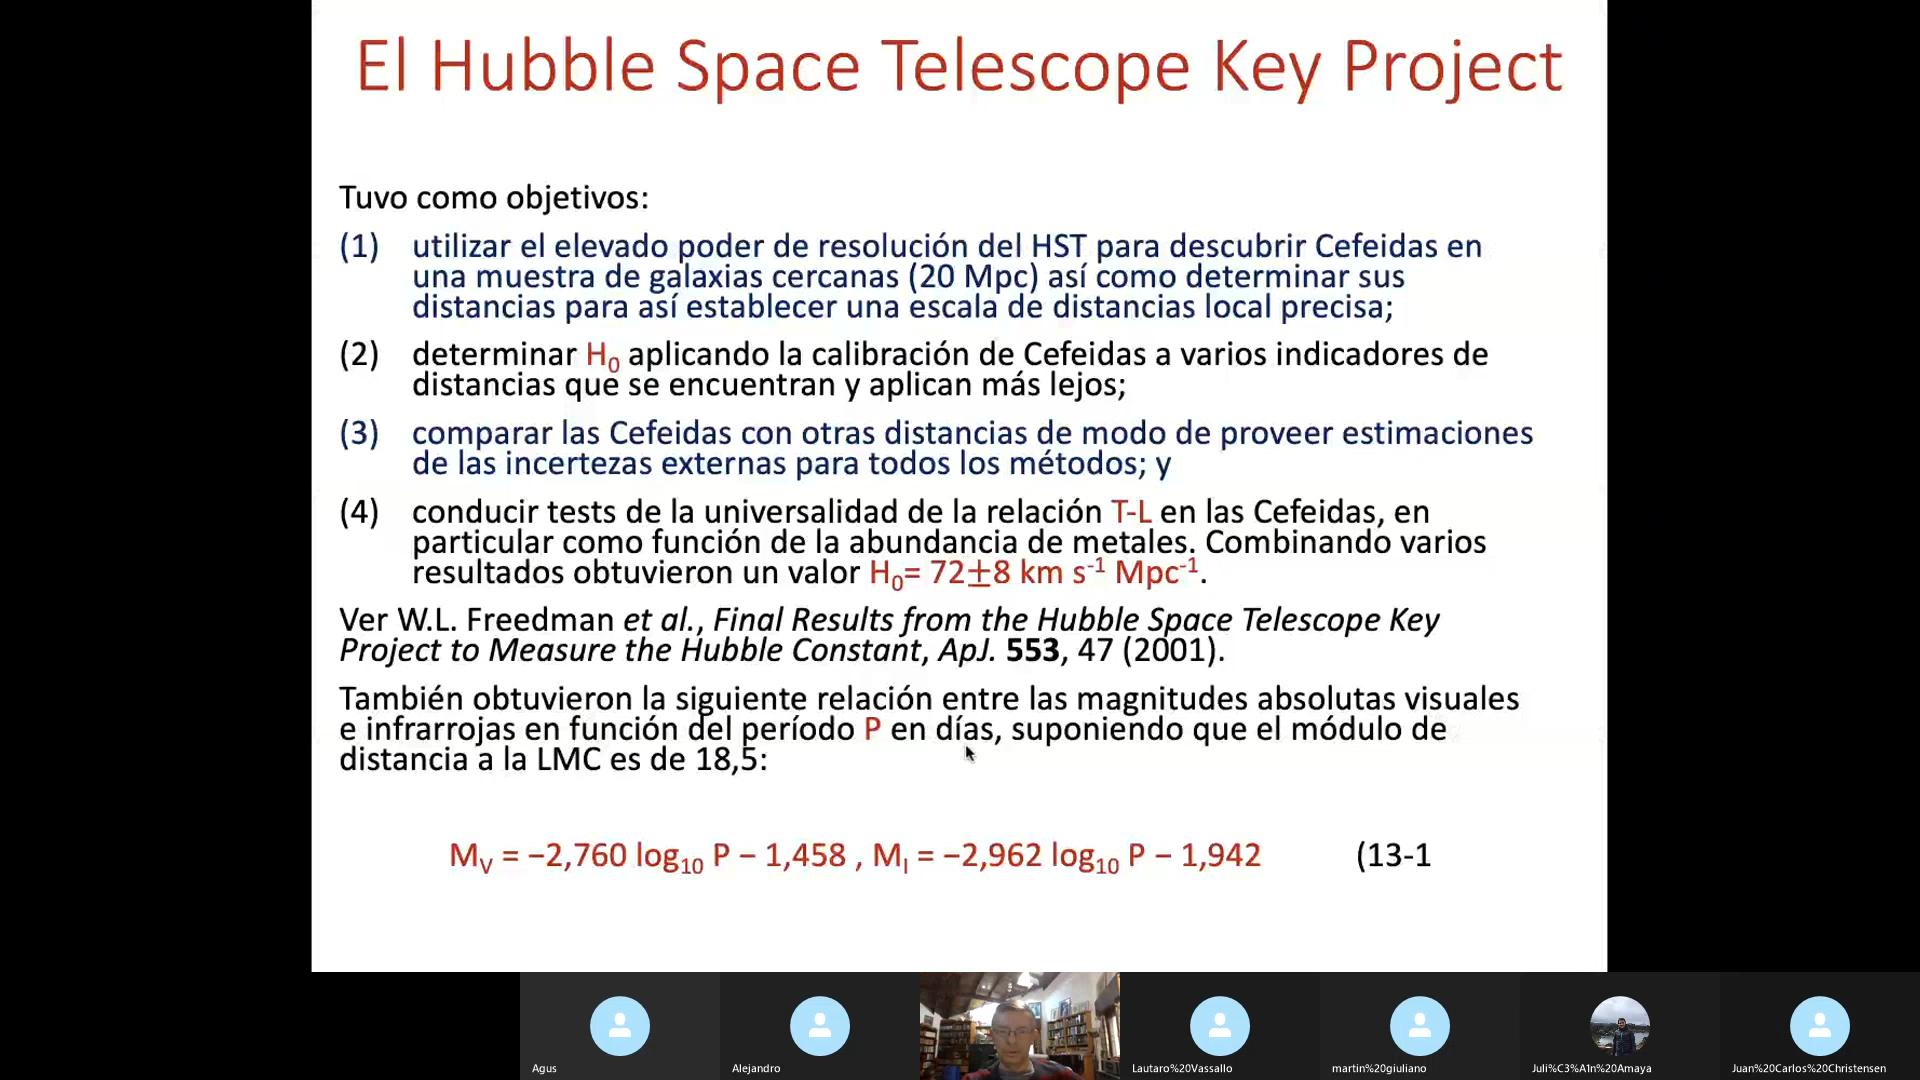 El Hubble Space Telescope Key Project
Tuvo como objetivos:
(1) utilizar el elevado poder de resolución del HST para descubrir Cefeidas en
una muestra de galaxias cercanas (20 Mpc) así como determinar sus
distancias para así establecer una escala de distancias local precisa;
(2) determinar H₀ aplicando la calibración de Cefeidas a varios indicadores de
distancias que se encuentran y aplican más lejos;
(3) comparar las Cefeidas con otras distancias de modo de proveer estimaciones
de las incertezas externas para todos los métodos; y
(4) conducir tests de la universalidad de la relación T-L en las Cefeidas, en
particular como función de la abundancia de metales. Combinando varios
resultados obtuvieron un valor H₀= 72±8 km s⁻¹ Mpc⁻¹.
Ver W.L. Freedman et al., Final Results from the Hubble Space Telescope Key
Project to Measure the Hubble Constant, ApJ. 553, 47 (2001).
También obtuvieron la siguiente relación entre las magnitudes absolutas visuales
e infrarrojas en función del período P en días, suponiendo que el módulo de
distancia a la LMC es de 18,5:
M_V = −2,760 log₁₀ P − 1,458 , M_I = −2,962 log₁₀ P − 1,942 (13-1
Agus
Alejandro
Lautaro%20Vassallo
martin%20giuliano
Juli%C3%A1n%20Amaya
Juan%20Carlos%20Christensen